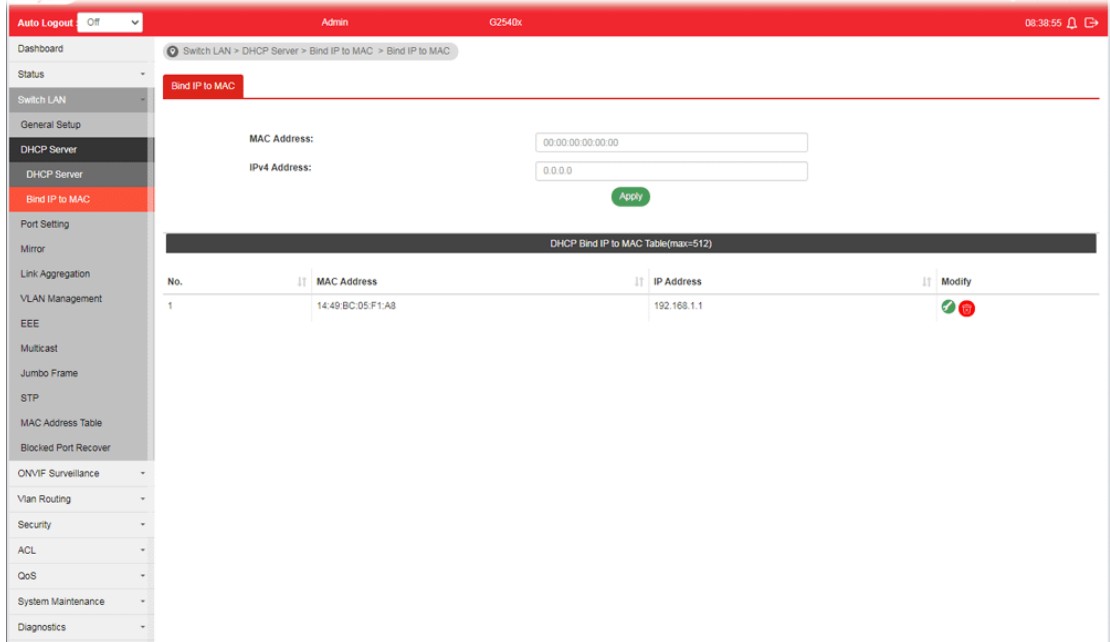 Auto Logout : Off Admin G2540x 08:38:55
Dashboard
Status
Switch LAN
General Setup
DHCP Server
DHCP Server
Bind IP to MAC
Port Setting
Mirror
Link Aggregation
VLAN Management
EEE
Multicast
Jumbo Frame
STP
MAC Address Table
Blocked Port Recover
ONVIF Surveillance
Vlan Routing
Security
ACL
QoS
System Maintenance
Diagnostics
Switch LAN > DHCP Server > Bind IP to MAC > Bind IP to MAC
Bind IP to MAC
MAC Address: 00:00:00:00:00:00
IPv4 Address: 0.0.0.0
Apply
DHCP Bind IP to MAC Table(max=512)
No. MAC Address IP Address Modify
1 14:49:BC:05:F1:A8 192.168.1.1